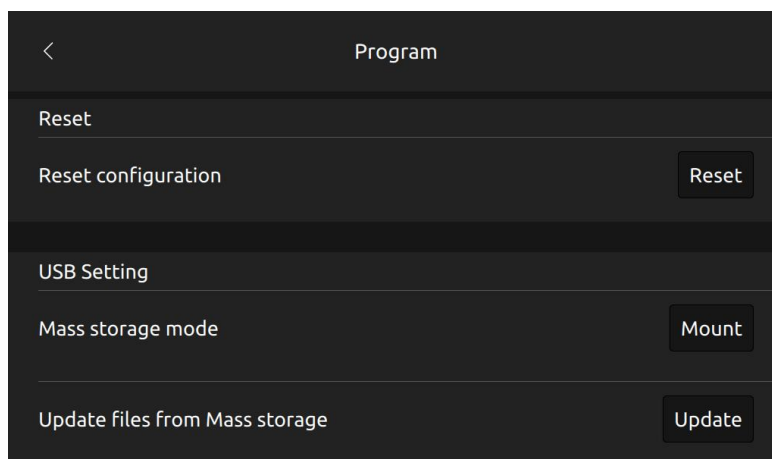 Program
Reset
Reset configuration Reset
USB Setting
Mass storage mode Mount
Update files from Mass storage Update